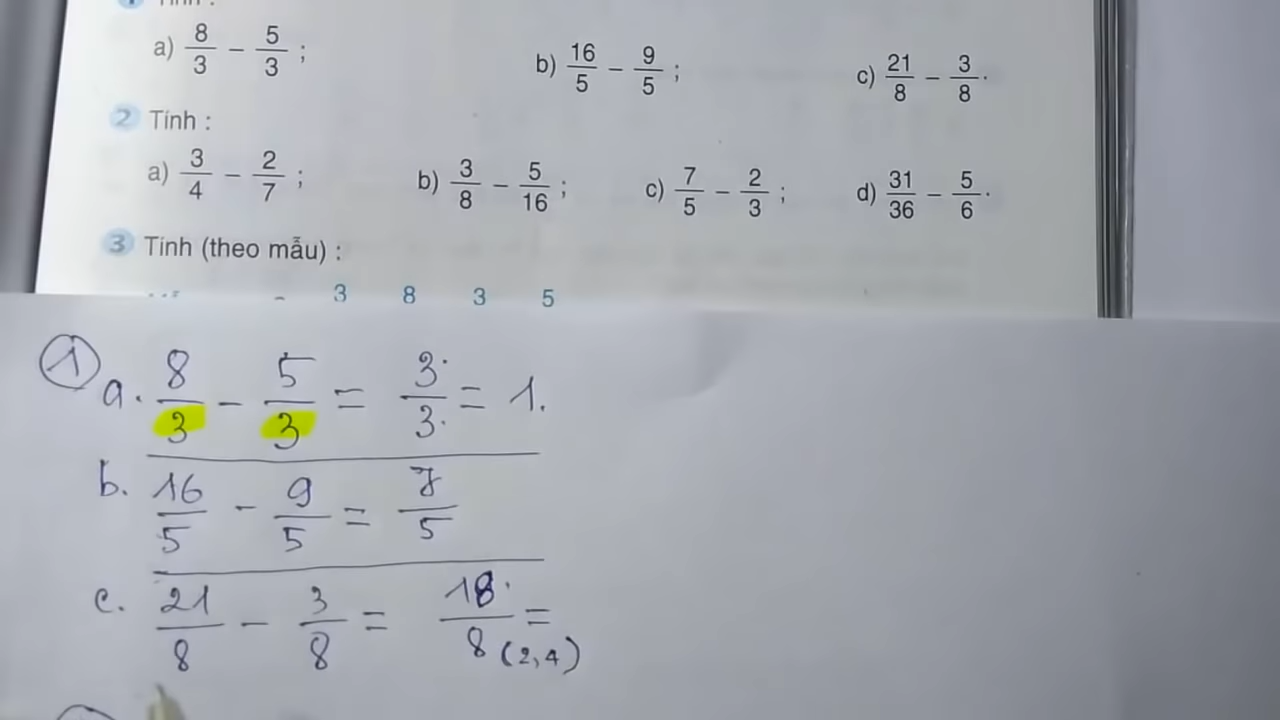 1 Tính :
a) 8/3 − 5/3 ; b) 16/5 − 9/5 ; c) 21/8 − 3/8 .
2 Tính :
a) 3/4 − 2/7 ; b) 3/8 − 5/16 ; c) 7/5 − 2/3 ; d) 31/36 − 5/6 .
3 Tính (theo mẫu) :
3 8 3 5
1 a. 8/3 − 5/3 = 3/3 = 1.
b. 16/5 − 9/5 = 7/5
c. 21/8 − 3/8 = 18/8 (2,4) =